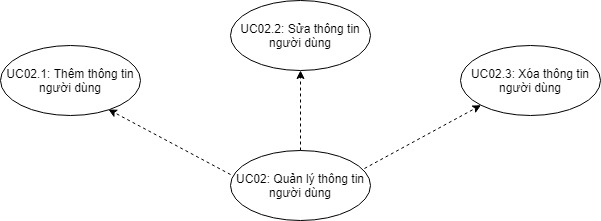 UC02.2: Sửa thông tin
người dùng
UC02.1: Thêm thông tin
người dùng
UC02.3: Xóa thông tin
người dùng
UC02: Quản lý thông tin
người dùng